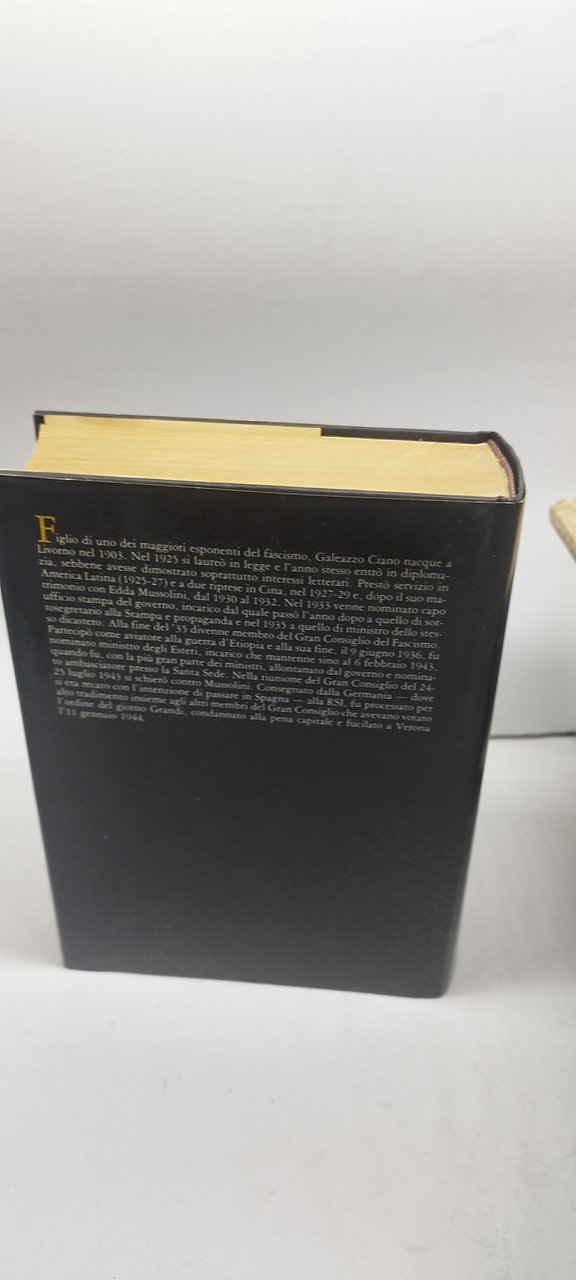 Figlio di uno dei maggiori esponenti del fascismo, Galeazzo Ciano nacque a
Livorno nel 1903. Nel 1925 si laureò in legge e l'anno stesso entrò in diploma-
zia, sebbene avesse dimostrato soprattutto interessi letterari. Prestò servizio in
America Latina (1925-27) e a due riprese in Cina, nel 1927-29 e, dopo il suo ma-
trimonio con Edda Mussolini, dal 1930 al 1932. Nel 1933 venne nominato capo
ufficio stampa del governo, incarico dal quale passò l'anno dopo a quello di sot-
tosegretario alla Stampa e propaganda e nel 1935 a quello di ministro dello stes-
so dicastero. Alla fine del '35 divenne membro del Gran Consiglio del Fascismo.
Partecipò come aviatore alla guerra d'Etiopia e alla sua fine, il 9 giugno 1936, fu
nominato ministro degli Esteri, incarico che mantenne sino al 6 febbraio 1943,
quando fu, con la più gran parte dei ministri, allontanato dal governo e nomina-
to ambasciatore presso la Santa Sede. Nella riunione del Gran Consiglio del 24-
25 luglio 1943 si schierò contro Mussolini. Consegnato dalla Germania — dove
si era recato con l'intenzione di passare in Spagna — alla RSI, fu processato per
alto tradimento insieme agli altri membri del Gran Consiglio che avevano votato
l'ordine del giorno Grandi, condannato alla pena capitale e fucilato a Verona
l'11 gennaio 1944.